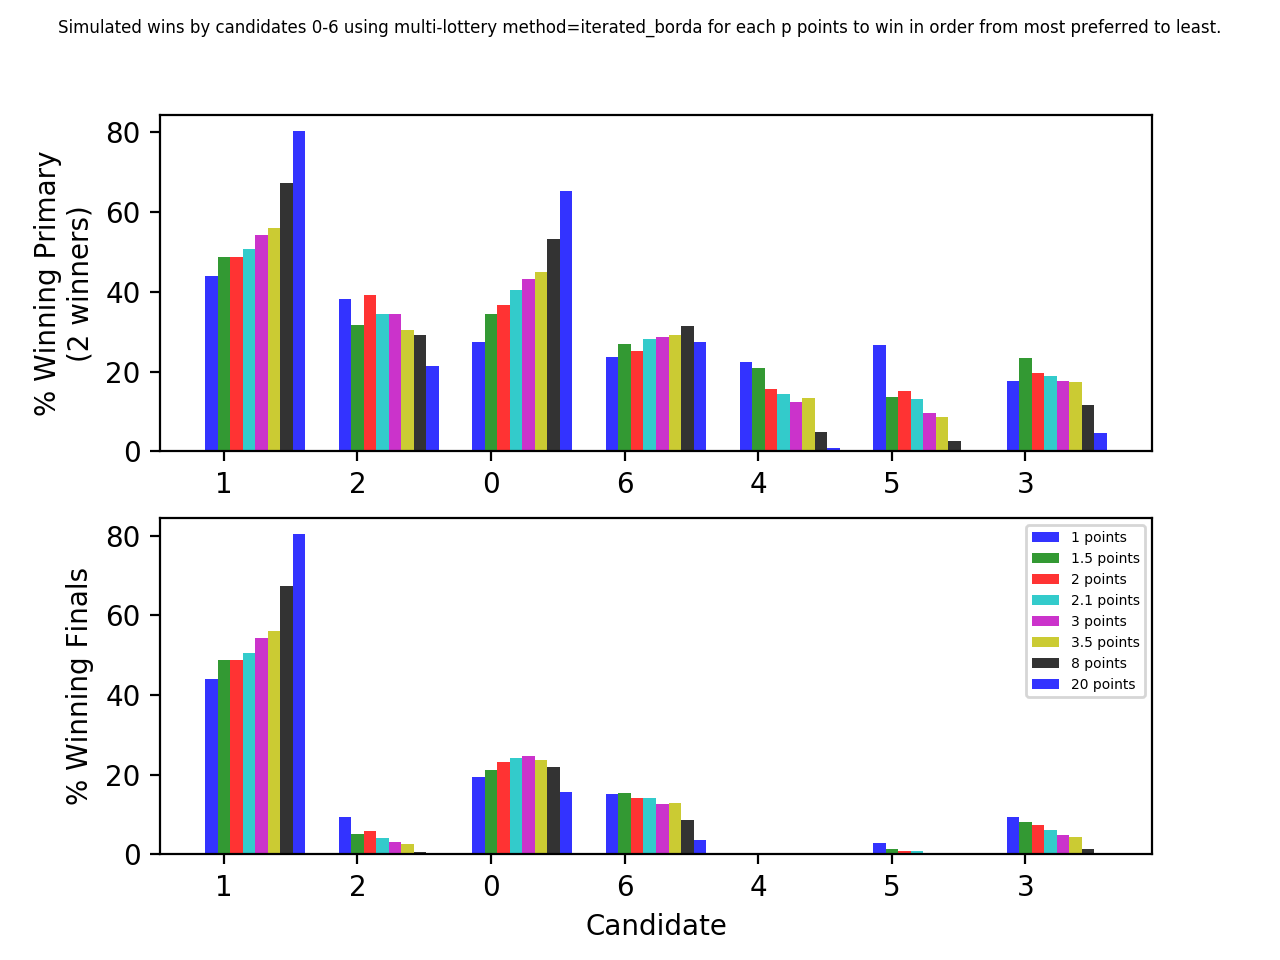 Simulated wins by candidates 0-6 using multi-lottery method=iterated_borda for each p points to win in order from most preferred to least.
% Winning Primary
(2 winners)
80
60
40
20
0
1 2 0 6 4 5 3
% Winning Finals
80
60
40
20
0
1 points
1.5 points
2 points
2.1 points
3 points
3.5 points
8 points
20 points
1 2 0 6 4 5 3
Candidate